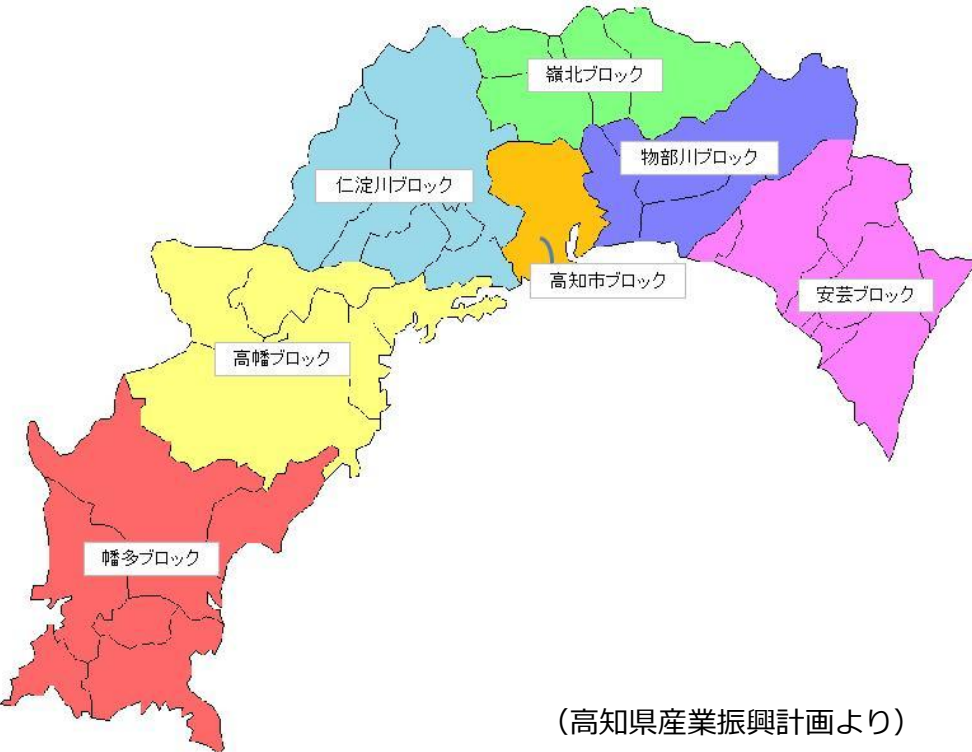 嶺北ブロック
物部川ブロック
仁淀川ブロック
高知市ブロック
安芸ブロック
高幡ブロック
幡多ブロック
（高知県産業振興計画より）